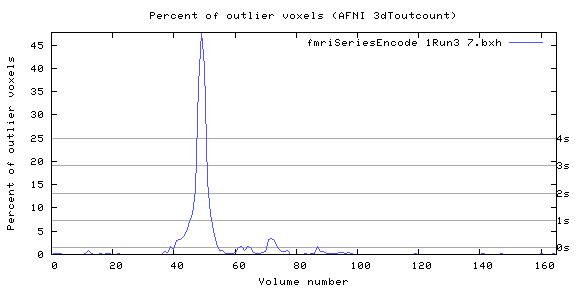 Percent of outlier voxels (AFNI 3dToutcount)
fmriSeriesEncode 1Run3 7.bxh
Percent of outlier voxels
45
40
35
30
25
20
15
10
5
0
4s
3s
2s
1s
0s
0 20 40 60 80 100 120 140 160
Volume number